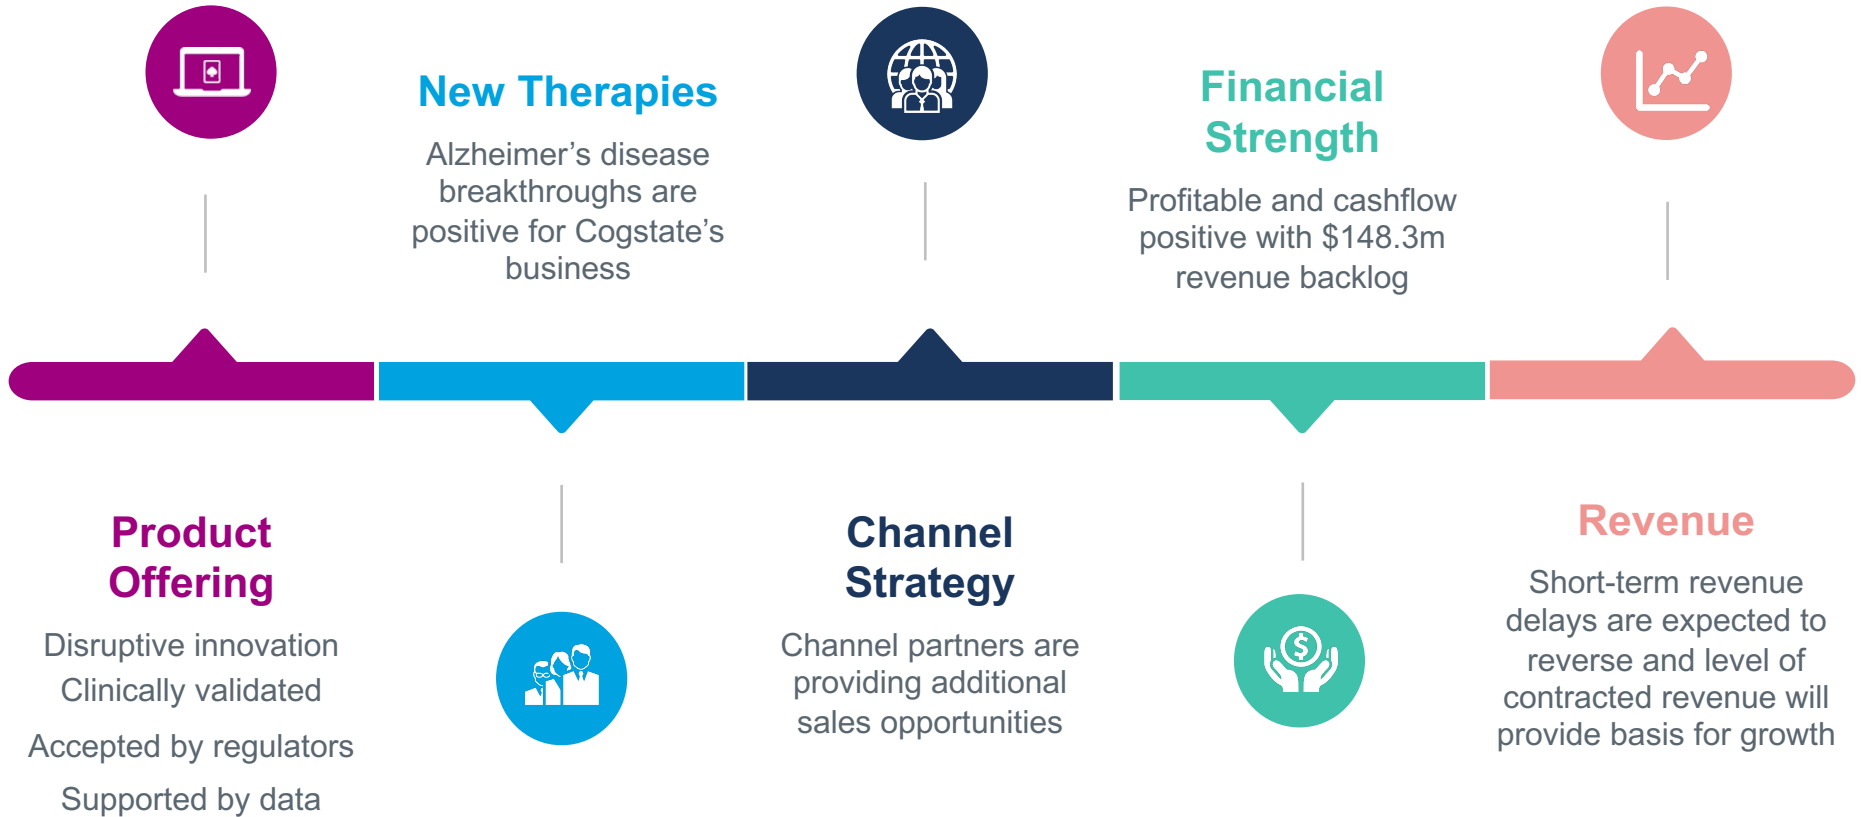 New Therapies
Alzheimer’s disease
breakthroughs are
positive for Cogstate’s
business
Financial
Strength
Profitable and cashflow
positive with $148.3m
revenue backlog
Product
Offering
Disruptive innovation
Clinically validated
Accepted by regulators
Supported by data
Channel
Strategy
Channel partners are
providing additional
sales opportunities
$
Revenue
Short-term revenue
delays are expected to
reverse and level of
contracted revenue will
provide basis for growth